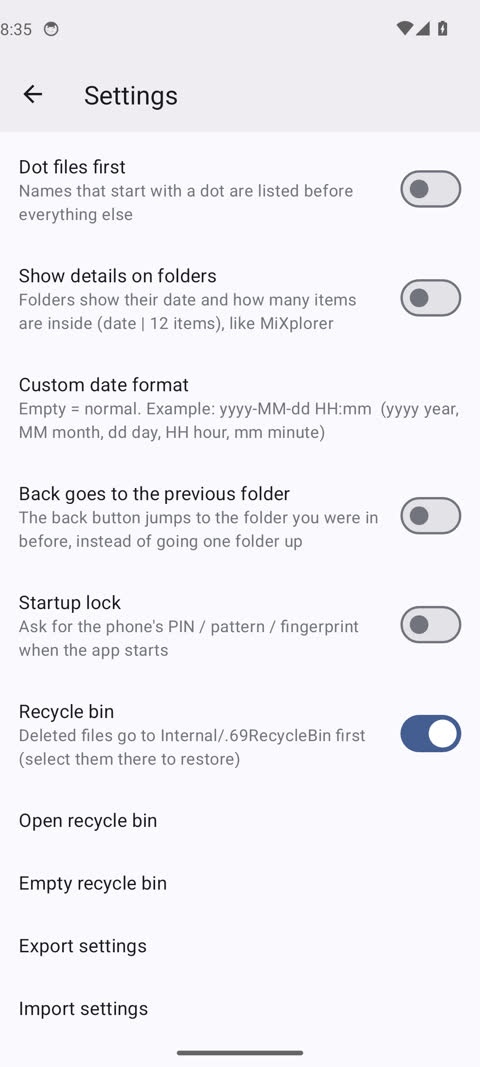 8:35
Settings
Dot files first
Names that start with a dot are listed before
everything else
Show details on folders
Folders show their date and how many items
are inside (date | 12 items), like MiXplorer
Custom date format
Empty = normal. Example: yyyy-MM-dd HH:mm  (yyyy year,
MM month, dd day, HH hour, mm minute)
Back goes to the previous folder
The back button jumps to the folder you were in
before, instead of going one folder up
Startup lock
Ask for the phone's PIN / pattern / fingerprint
when the app starts
Recycle bin
Deleted files go to Internal/.69RecycleBin first
(select them there to restore)
Open recycle bin
Empty recycle bin
Export settings
Import settings